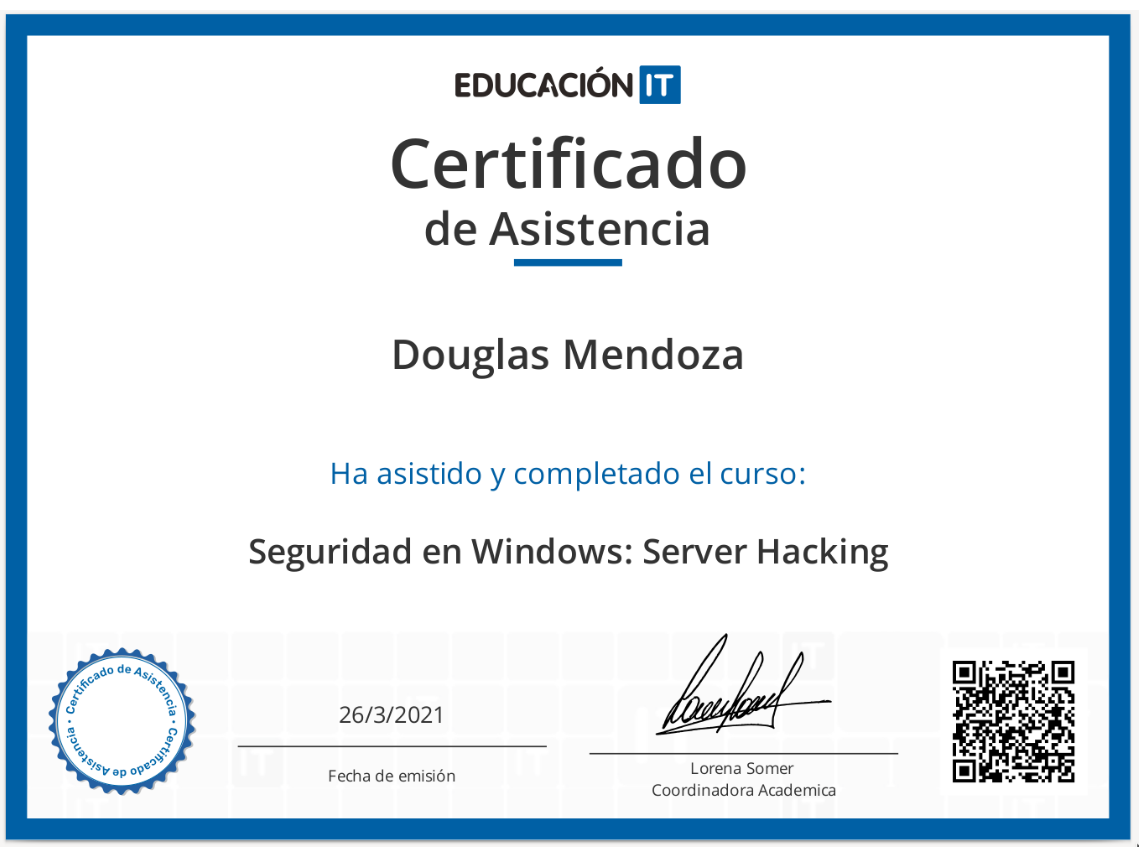 EDUCACIÓN IT
Certificado
de Asistencia
Douglas Mendoza
Ha asistido y completado el curso:
Seguridad en Windows: Server Hacking
Certificado de Asistencia · Certificado de Asistencia ·
26/3/2021
Fecha de emisión
Lorena Somer
Coordinadora Academica